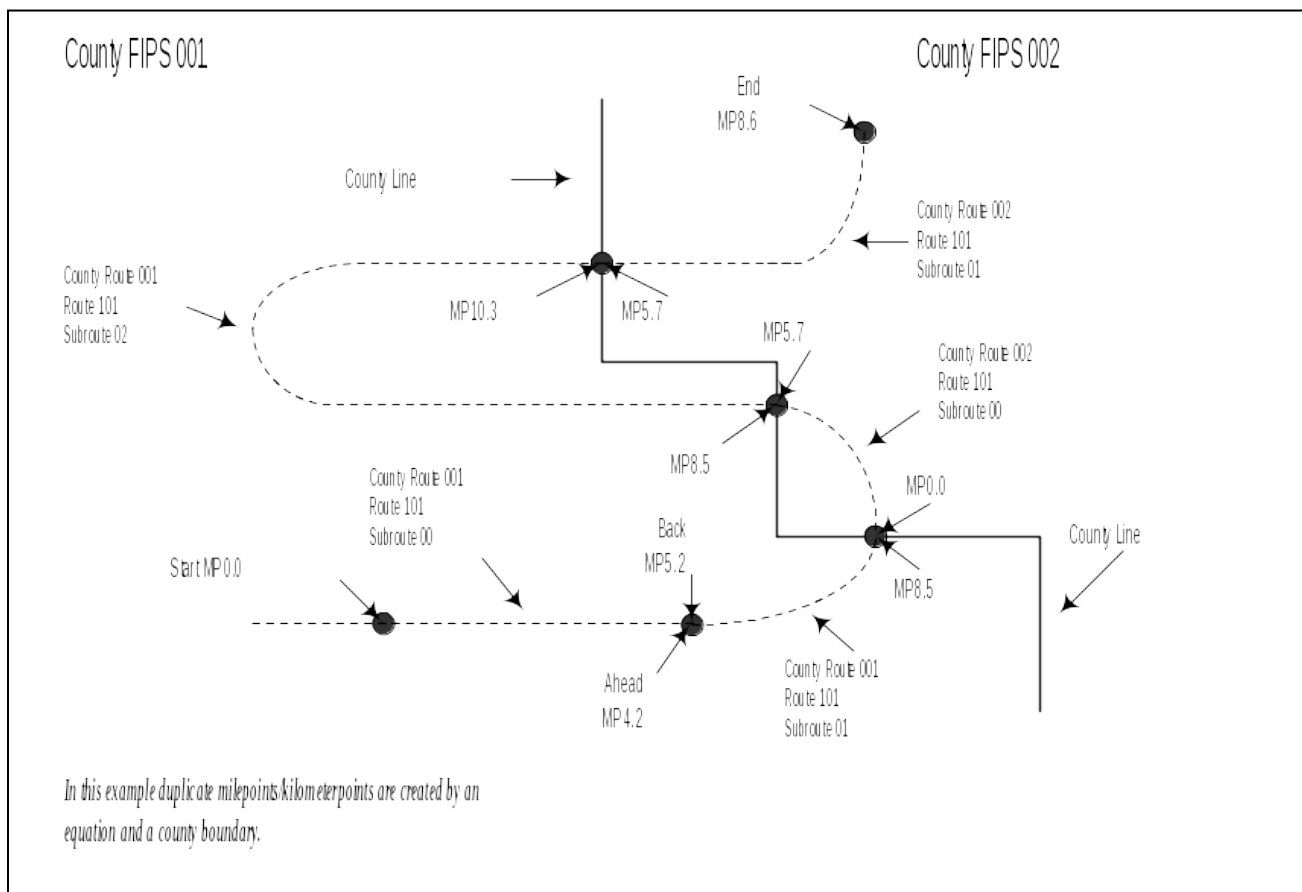 County FIPS 001
County FIPS 002
End
MP8.6
County Line
County Route 002
Route 101
Subroute 01
County Route 001
Route 101
Subroute 02
MP10.3
MP5.7
MP5.7
County Route 002
Route 101
Subroute 00
MP8.5
County Route 001
Route 101
Subroute 00
MP0.0
Back
MP5.2
County Line
Start MP0.0
MP8.5
Ahead
MP4.2
County Route 001
Route 101
Subroute 01
In this example duplicate milepoints/kilometerpoints are created by an
equation and a county boundary.